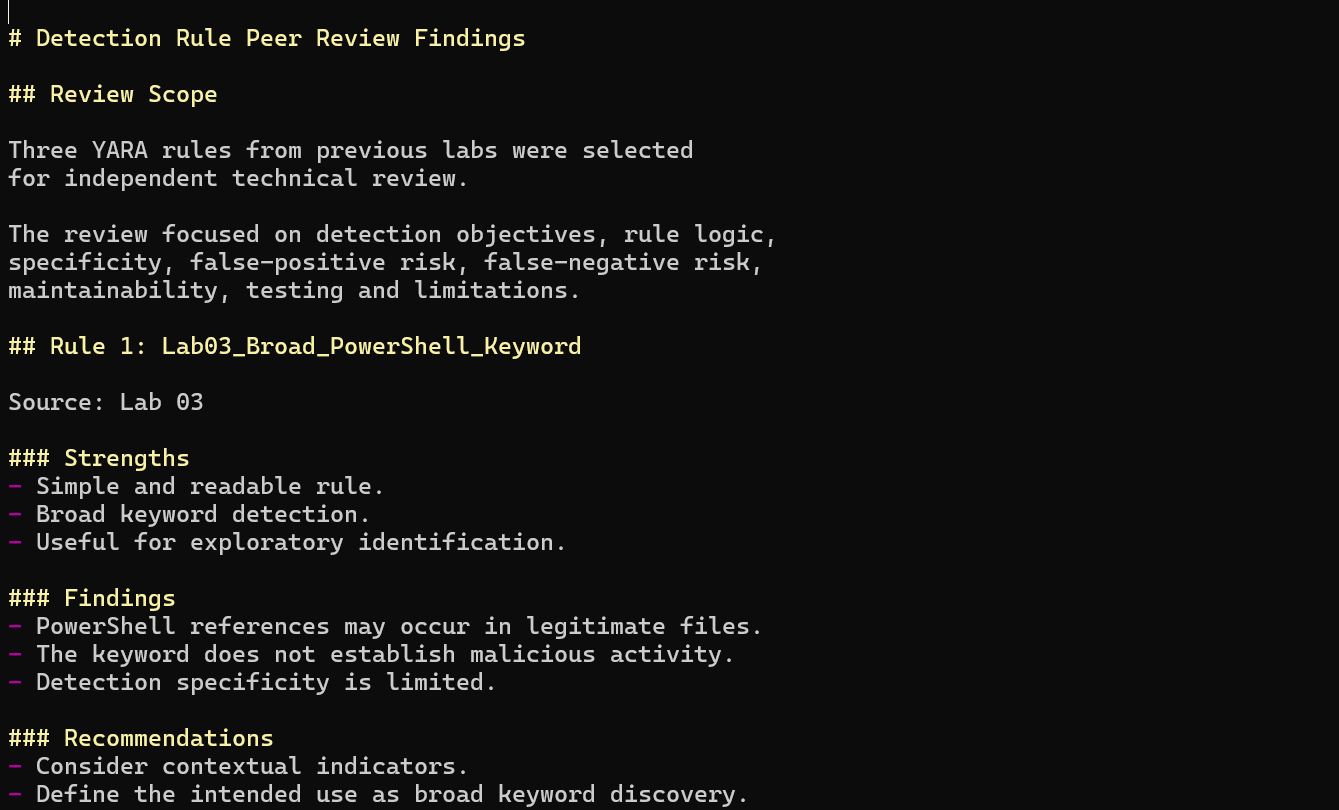 # Detection Rule Peer Review Findings
## Review Scope
Three YARA rules from previous labs were selected
for independent technical review.
The review focused on detection objectives, rule logic,
specificity, false-positive risk, false-negative risk,
maintainability, testing and limitations.
## Rule 1: Lab03_Broad_PowerShell_Keyword
Source: Lab 03
### Strengths
- Simple and readable rule.
- Broad keyword detection.
- Useful for exploratory identification.
### Findings
- PowerShell references may occur in legitimate files.
- The keyword does not establish malicious activity.
- Detection specificity is limited.
### Recommendations
- Consider contextual indicators.
- Define the intended use as broad keyword discovery.